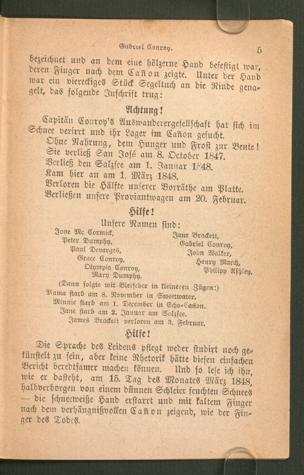 Gabriel Conroy. 5
bezeichnet und an dem eine hölzerne Hand befestigt war,
deren Finger nach dem Cañon zeigte. Unter der Hand
war ein viereckiges Stück Segeltuch an die Rinde gena-
gelt, das folgende Inschrift trug:
Achtung!
Capitän Conroy's Auswanderergesellschaft hat sich im
Schnee verirrt und ihr Lager im Cañon gesucht.
Ohne Nahrung, dem Hunger und Frost zur Beute!
Sie verließ San José am 8. October 1847.
Verließ den Salzsee am 1. Januar 1848.
Kam hier an am 1. März 1848.
Verloren die Hälfte unserer Vorräthe am Platte.
Verließen unsere Proviantwagen am 20. Februar.
Hilfe!
Unsere Namen sind:
Jone Mc Cormick, Jane Brackett,
Peter Dumphy, Gabriel Conroy,
Paul Devarges, John Walker,
Grace Conroy, Henry March,
Olympia Conroy, Philipp Ashley.
Mary Dumphy,
(Dann folgte mit Bleifeder in kleineren Zügen:)
Mama starb am 8. November in Sweetwater.
Minnie starb am 1. December in Echo-Cañon.
Jane starb am 2. Januar am Salzsee.
James Brackett verloren am 3. Februar.
Hilfe!
Die Sprache des Leidens pflegt weder studirt noch ge-
künstelt zu sein, aber keine Rhetorik hätte diesen einfachen
Bericht beredtsamer machen können. Und so lese ich ihn,
wie er dasteht, am 15. Tag des Monates März 1848,
halbverborgen von einem dünnen Schleier feuchten Schnees
— die schneeweiße Hand erstarrt und mit kaltem Finger
nach dem verhängnißvollen Cañon zeigend, wie der Fin-
ger des Todes.